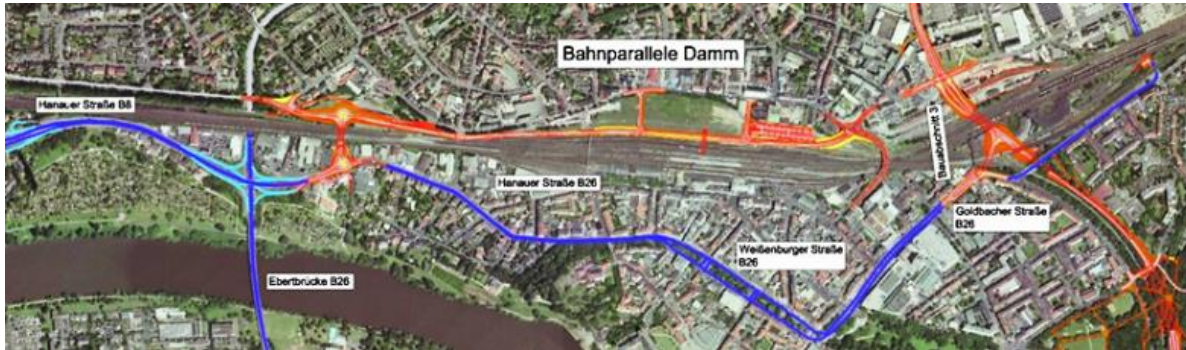 Bahnparallele Damm
Hanauer Straße B8
Bauabschnitt 3
Hanauer Straße B26
Goldbacher Straße
B26
Weißenburger Straße
B26
Ebertbrücke B26